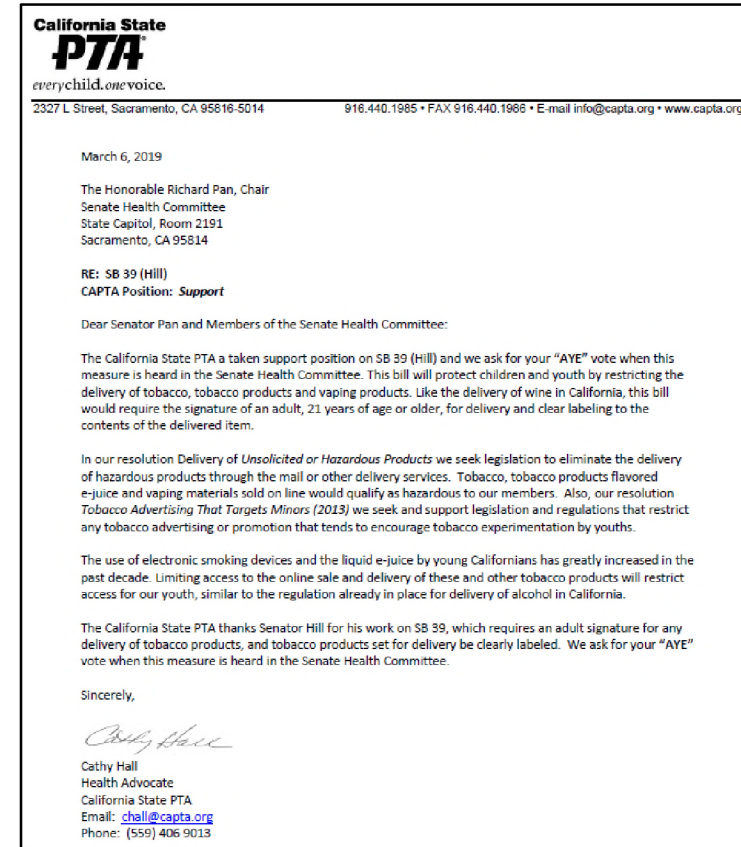 California State
PTA
everychild.onevoice.
2327 L Street, Sacramento, CA 95816-5014 916.440.1985 • FAX 916.440.1986 • E-mail info@capta.org • www.capta.org
March 6, 2019
The Honorable Richard Pan, Chair
Senate Health Committee
State Capitol, Room 2191
Sacramento, CA 95814
RE: SB 39 (Hill)
CAPTA Position: Support
Dear Senator Pan and Members of the Senate Health Committee:
The California State PTA a taken support position on SB 39 (Hill) and we ask for your “AYE” vote when this
measure is heard in the Senate Health Committee. This bill will protect children and youth by restricting the
delivery of tobacco, tobacco products and vaping products. Like the delivery of wine in California, this bill
would require the signature of an adult, 21 years of age or older, for delivery and clear labeling to the
contents of the delivered item.
In our resolution Delivery of Unsolicited or Hazardous Products we seek legislation to eliminate the delivery
of hazardous products through the mail or other delivery services. Tobacco, tobacco products flavored
e-juice and vaping materials sold on line would qualify as hazardous to our members. Also, our resolution
Tobacco Advertising That Targets Minors (2013) we seek and support legislation and regulations that restrict
any tobacco advertising or promotion that tends to encourage tobacco experimentation by youths.
The use of electronic smoking devices and the liquid e-juice by young Californians has greatly increased in the
past decade. Limiting access to the online sale and delivery of these and other tobacco products will restrict
access for our youth, similar to the regulation already in place for delivery of alcohol in California.
The California State PTA thanks Senator Hill for his work on SB 39, which requires an adult signature for any
delivery of tobacco products, and tobacco products set for delivery be clearly labeled. We ask for your “AYE”
vote when this measure is heard in the Senate Health Committee.
Sincerely,
Cathy Hall
Cathy Hall
Health Advocate
California State PTA
Email: chall@capta.org
Phone: (559) 406 9013